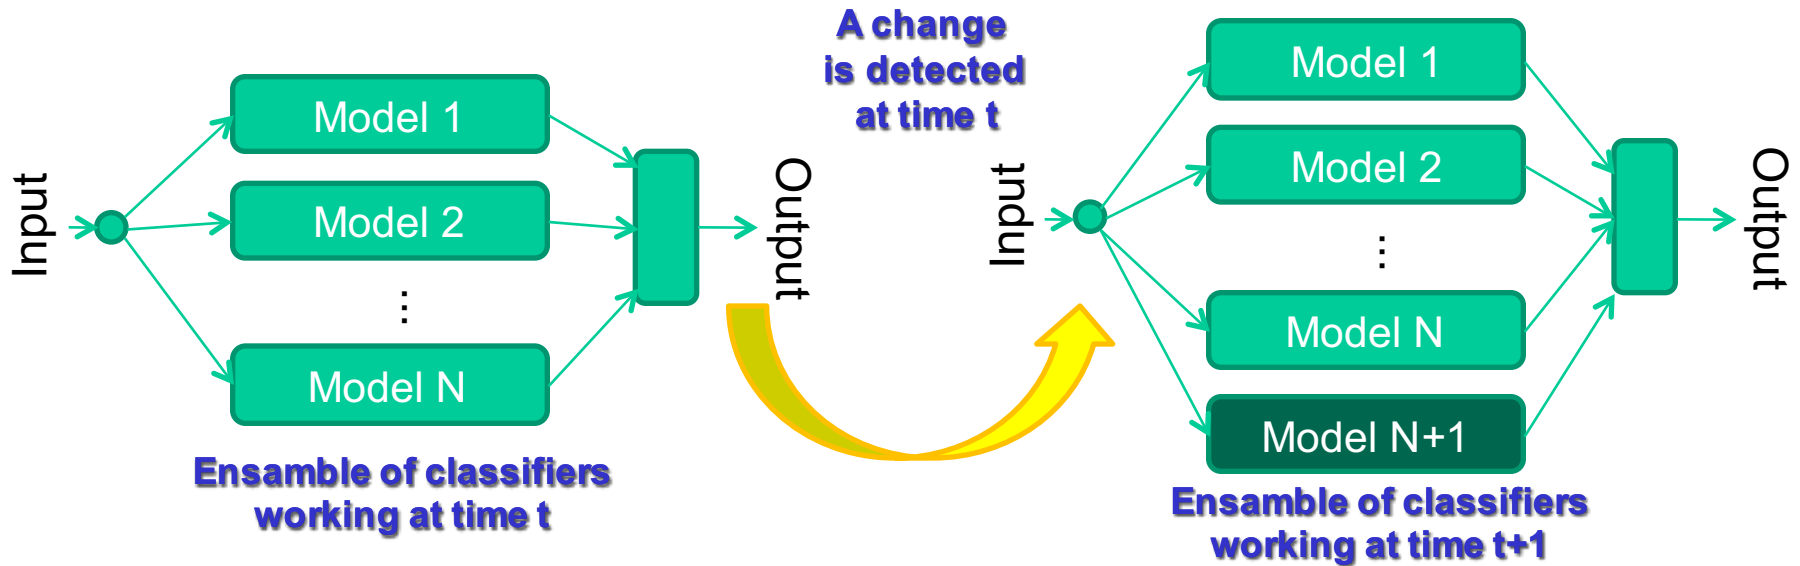 Input
Model 1
Model 2
...
Model N
Output
Ensamble of classifiers
working at time t
A change
is detected
at time t
Input
Model 1
Model 2
...
Model N
Model N+1
Output
Ensamble of classifiers
working at time t+1